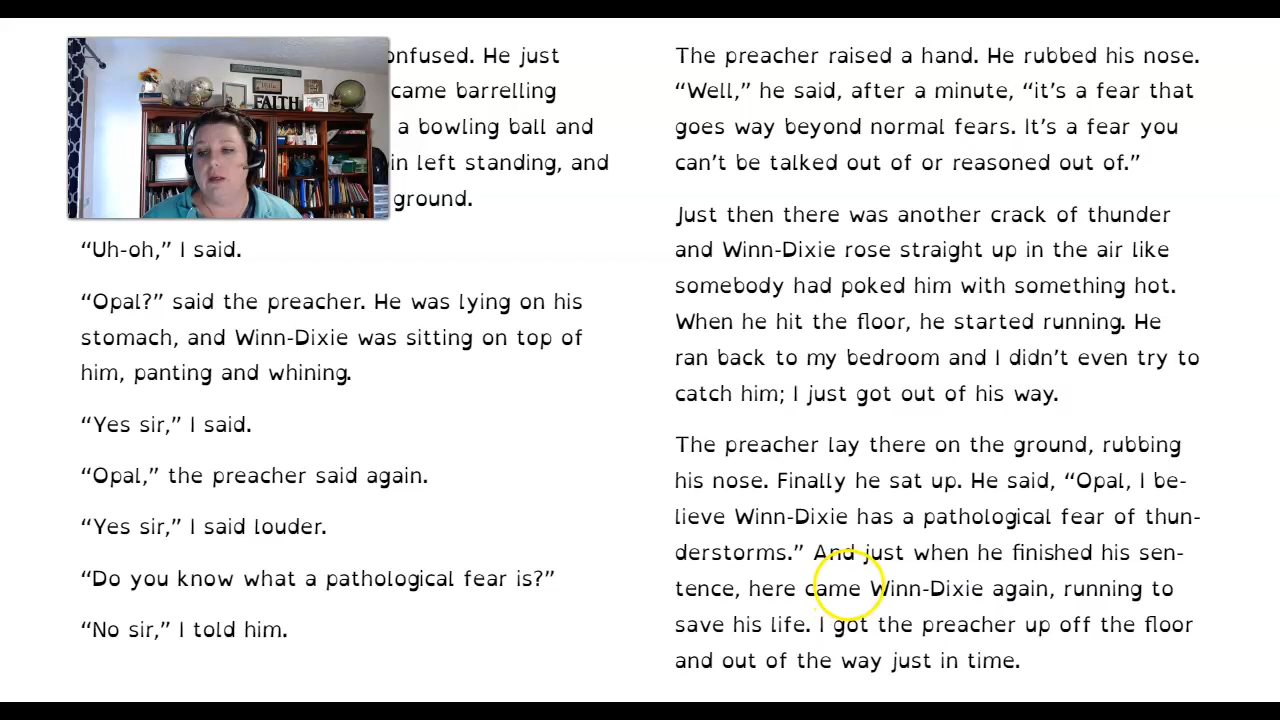 onfused. He just
came barrelling
a bowling ball and
in left standing, and
ground.
“Uh-oh,” I said.
“Opal?” said the preacher. He was lying on his
stomach, and Winn-Dixie was sitting on top of
him, panting and whining.
“Yes sir,” I said.
“Opal,” the preacher said again.
“Yes sir,” I said louder.
“Do you know what a pathological fear is?”
“No sir,” I told him.
The preacher raised a hand. He rubbed his nose.
“Well,” he said, after a minute, “it’s a fear that
goes way beyond normal fears. It’s a fear you
can’t be talked out of or reasoned out of.”
Just then there was another crack of thunder
and Winn-Dixie rose straight up in the air like
somebody had poked him with something hot.
When he hit the floor, he started running. He
ran back to my bedroom and I didn’t even try to
catch him; I just got out of his way.
The preacher lay there on the ground, rubbing
his nose. Finally he sat up. He said, “Opal, I be-
lieve Winn-Dixie has a pathological fear of thun-
derstorms.” And just when he finished his sen-
tence, here came Winn-Dixie again, running to
save his life. I got the preacher up off the floor
and out of the way just in time.
FAITH